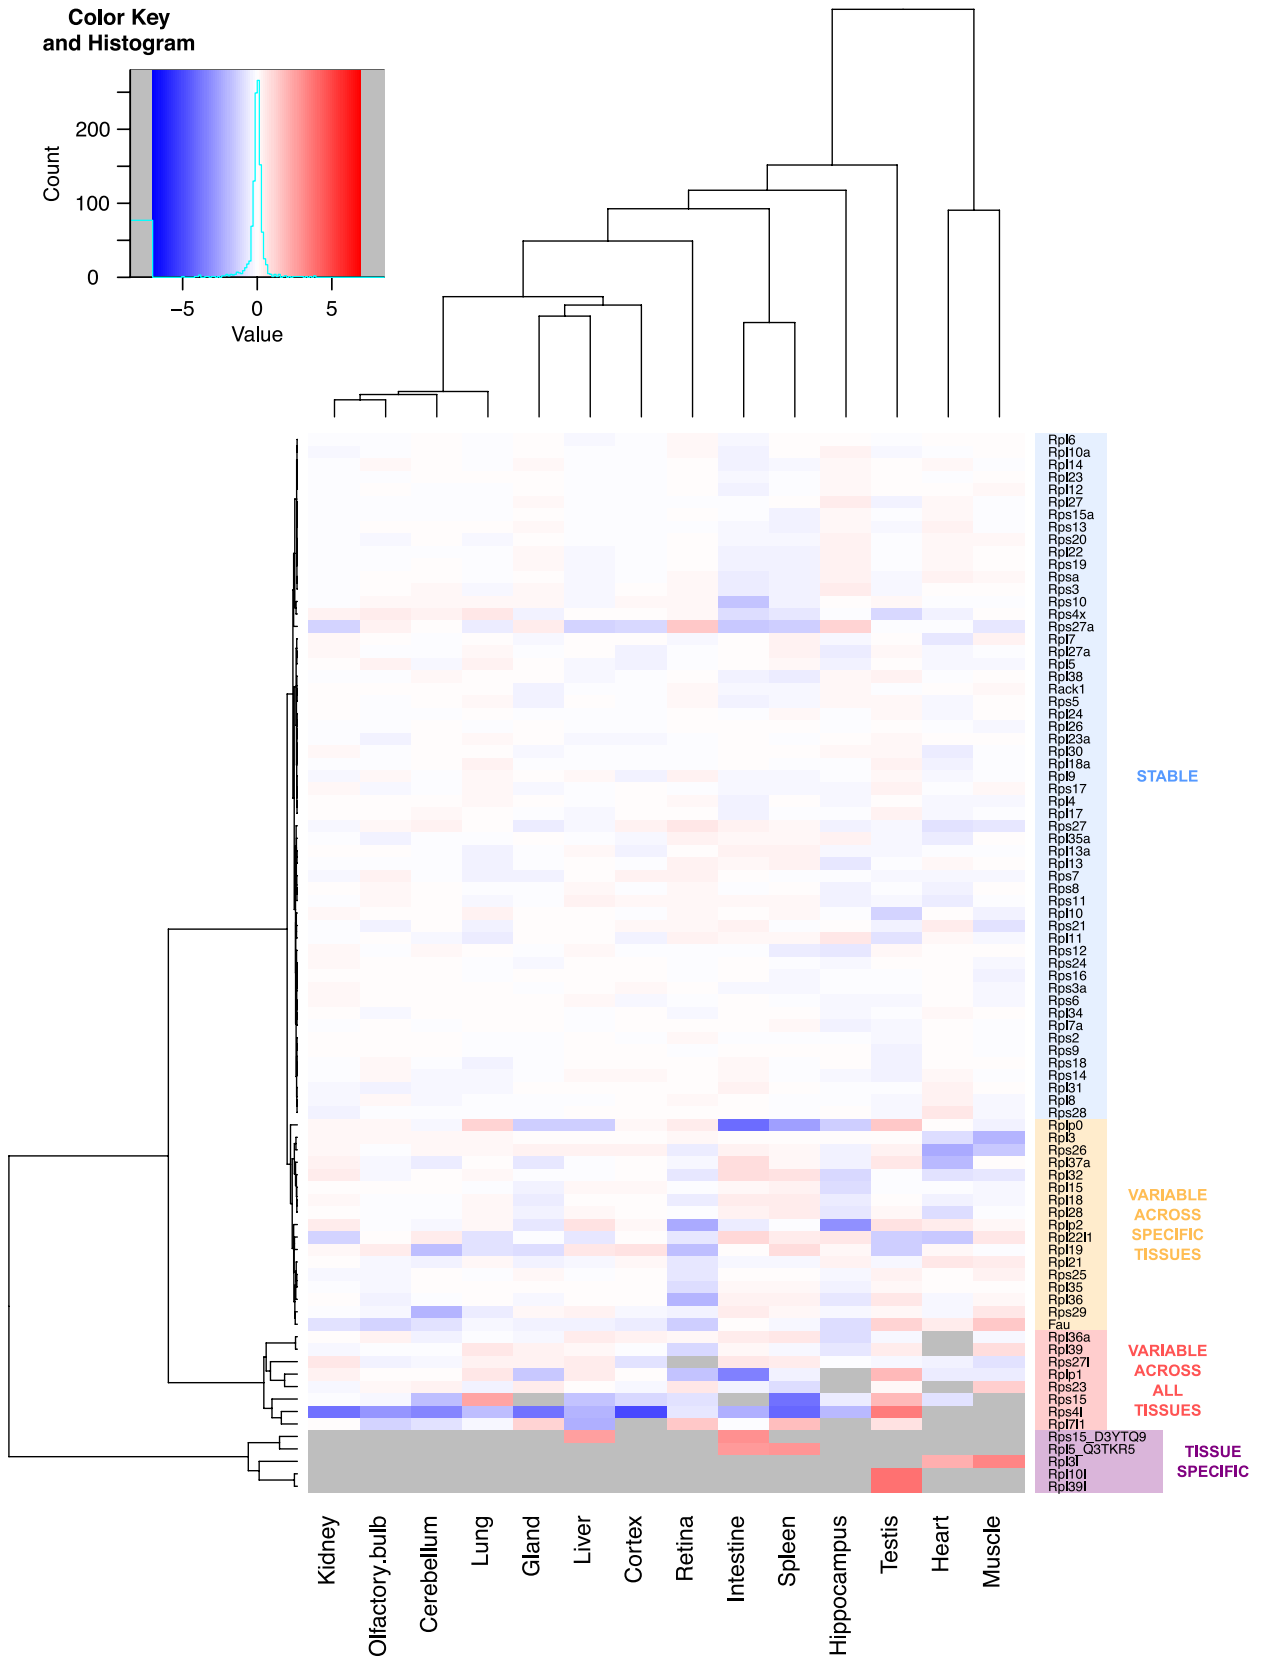 Color Key
and Histogram
Count
200
100
0
−5
0
5
Value
Rpl6
Rpl10a
Rpl14
Rpl23
Rpl12
Rpl27
Rps15a
Rps13
Rps20
Rpl22
Rps19
Rpsa
Rps3
Rps10
Rps4x
Rps27a
Rpl7
Rpl27a
Rpl5
Rpl38
Rack1
Rps5
Rpl24
Rpl26
Rpl23a
Rpl30
Rpl18a
Rpl9
Rps17
Rpl4
Rpl17
Rps27
Rpl35a
Rpl13a
Rpl13
Rps7
Rps8
Rps11
Rpl10
Rps21
Rpl11
Rps12
Rps24
Rps16
Rps3a
Rps6
Rpl34
Rpl7a
Rps2
Rps9
Rps18
Rps14
Rpl31
Rpl8
Rps28
STABLE
Rplp0
Rpl3
Rps26
Rpl37a
Rpl32
Rpl15
Rpl18
Rpl28
Rplp2
Rpl22l1
Rpl19
Rpl21
Rps25
Rpl35
Rpl36
Rps29
Fau
VARIABLE
ACROSS
SPECIFIC
TISSUES
Rpl36a
Rpl39
Rps27l
Rplp1
Rps23
Rps15
Rps4l
Rpl7l1
VARIABLE
ACROSS
ALL
TISSUES
Rps15_D3YTQ9
Rpl5_Q3TKR5
Rpl3l
Rpl10l
Rpl39l
TISSUE
SPECIFIC
Kidney
Olfactory.bulb
Cerebellum
Lung
Gland
Liver
Cortex
Retina
Intestine
Spleen
Hippocampus
Testis
Heart
Muscle